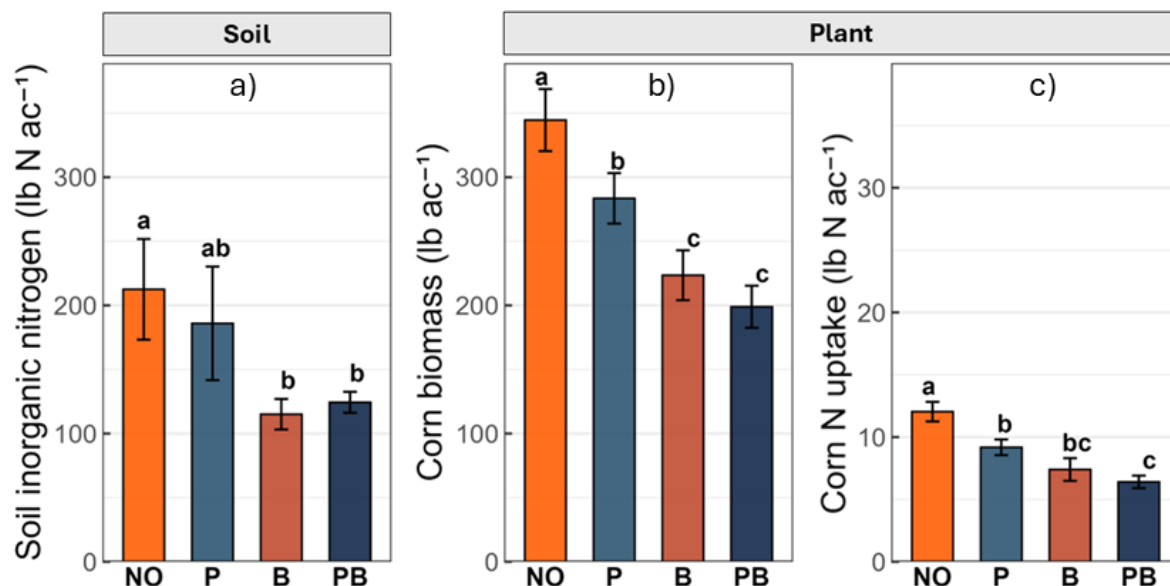 Soil
Plant
a)
Soil inorganic nitrogen (lb N ac⁻¹)
300
200
100
0
a
ab
b
b
NO P B PB
b)
Corn biomass (lb ac⁻¹)
300
200
100
0
a
b
c
c
NO P B PB
c)
Corn N uptake (lb N ac⁻¹)
30
20
10
0
a
b
bc
c
NO P B PB